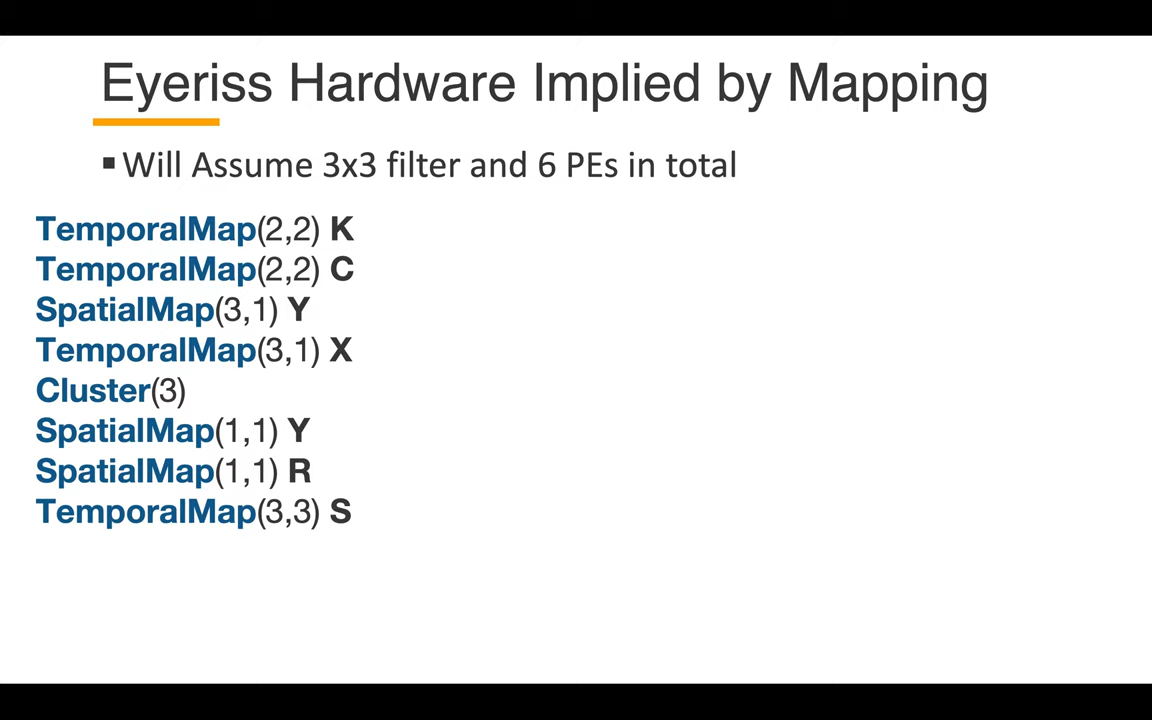 Eyeriss Hardware Implied by Mapping
▪ Will Assume 3x3 filter and 6 PEs in total
TemporalMap(2,2) K
TemporalMap(2,2) C
SpatialMap(3,1) Y
TemporalMap(3,1) X
Cluster(3)
SpatialMap(1,1) Y
SpatialMap(1,1) R
TemporalMap(3,3) S